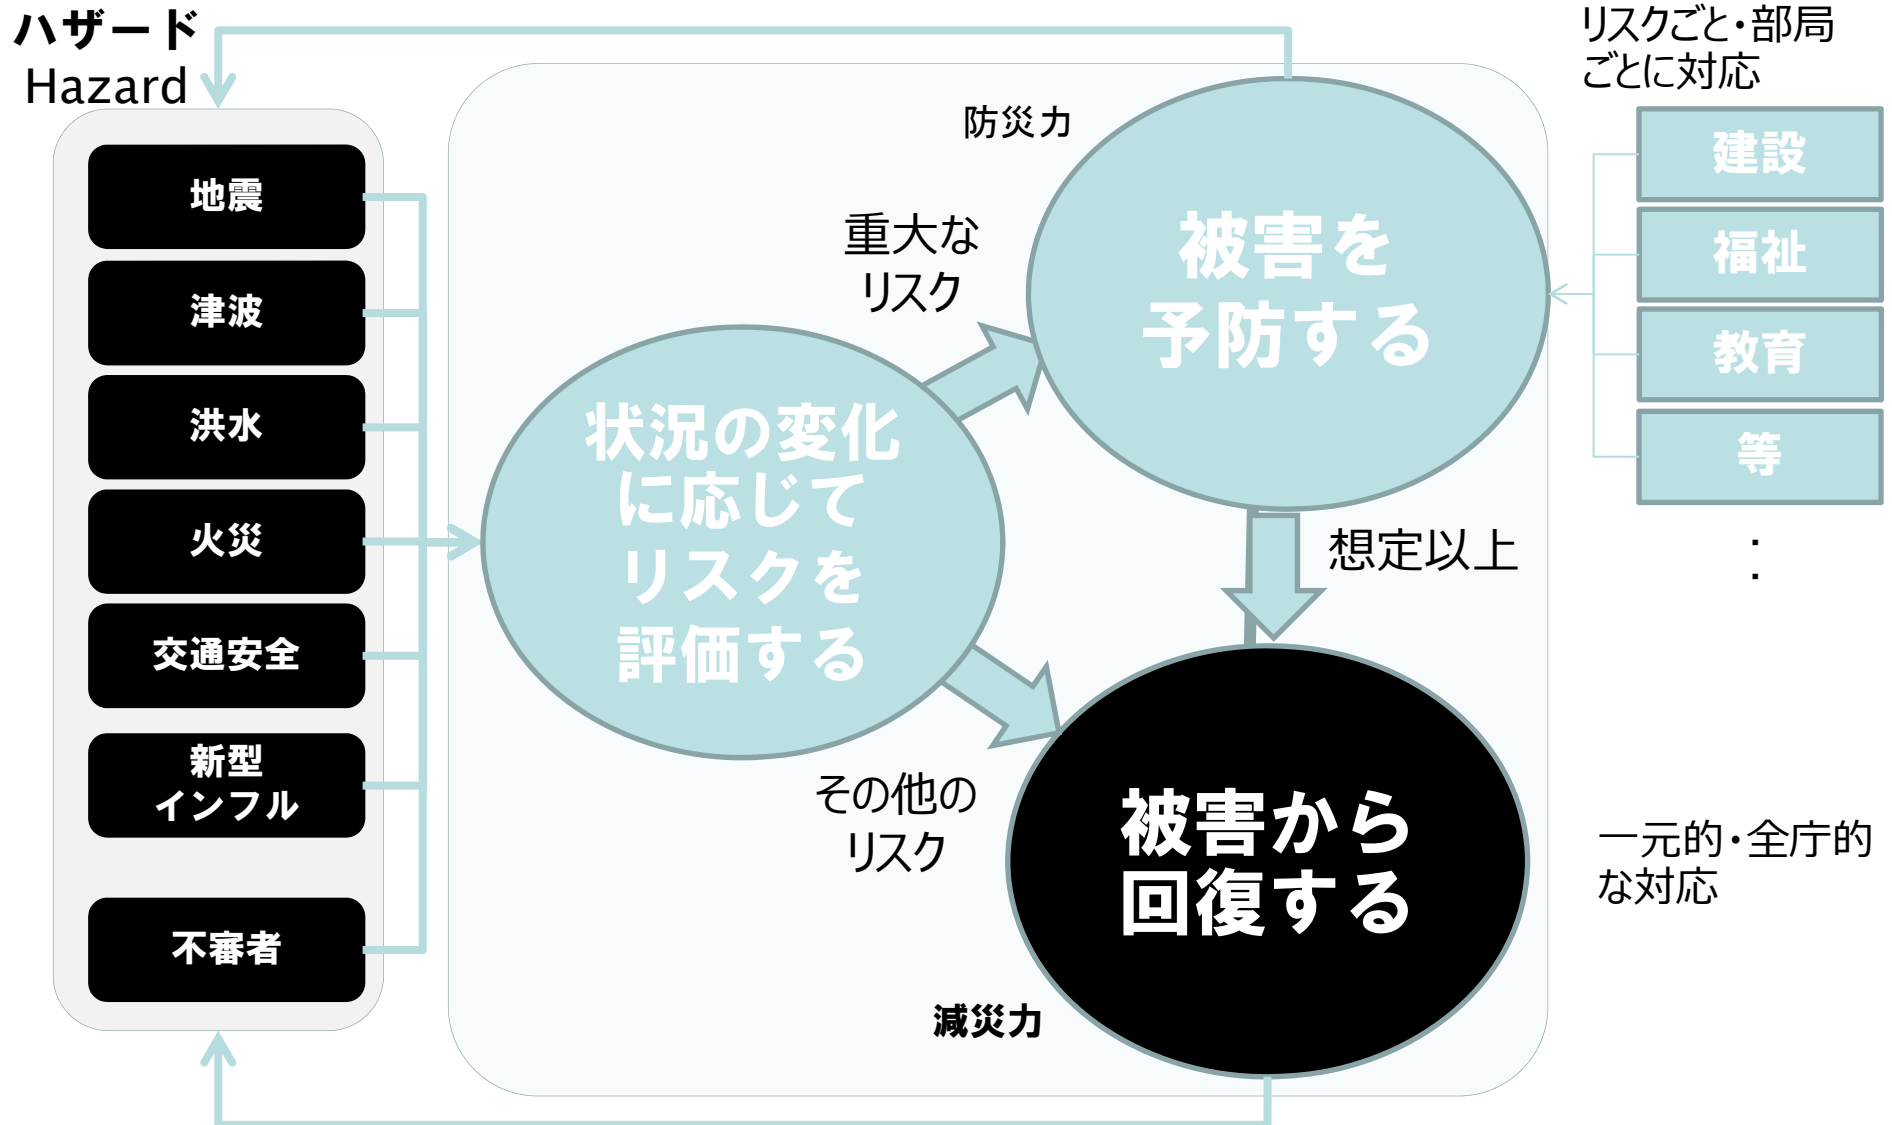 ハザード
Hazard
地震
津波
洪水
火災
交通安全
新型
インフル
不審者
状況の変化
に応じて
リスクを
評価する
重大な
リスク
その他の
リスク
防災力
被害を
予防する
想定以上
被害から
回復する
減災力
リスクごと・部局
ごとに対応
建設
福祉
教育
等
・
・
一元的・全庁的
な対応